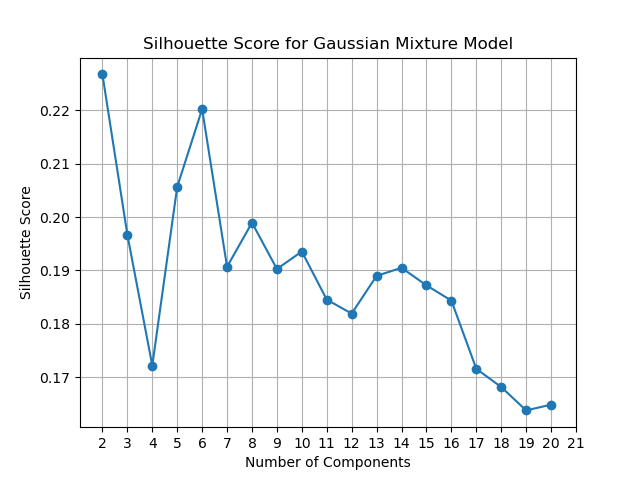 Silhouette Score for Gaussian Mixture Model
Silhouette Score
0.22
0.21
0.20
0.19
0.18
0.17
2 3 4 5 6 7 8 9 10 11 12 13 14 15 16 17 18 19 20 21
Number of Components